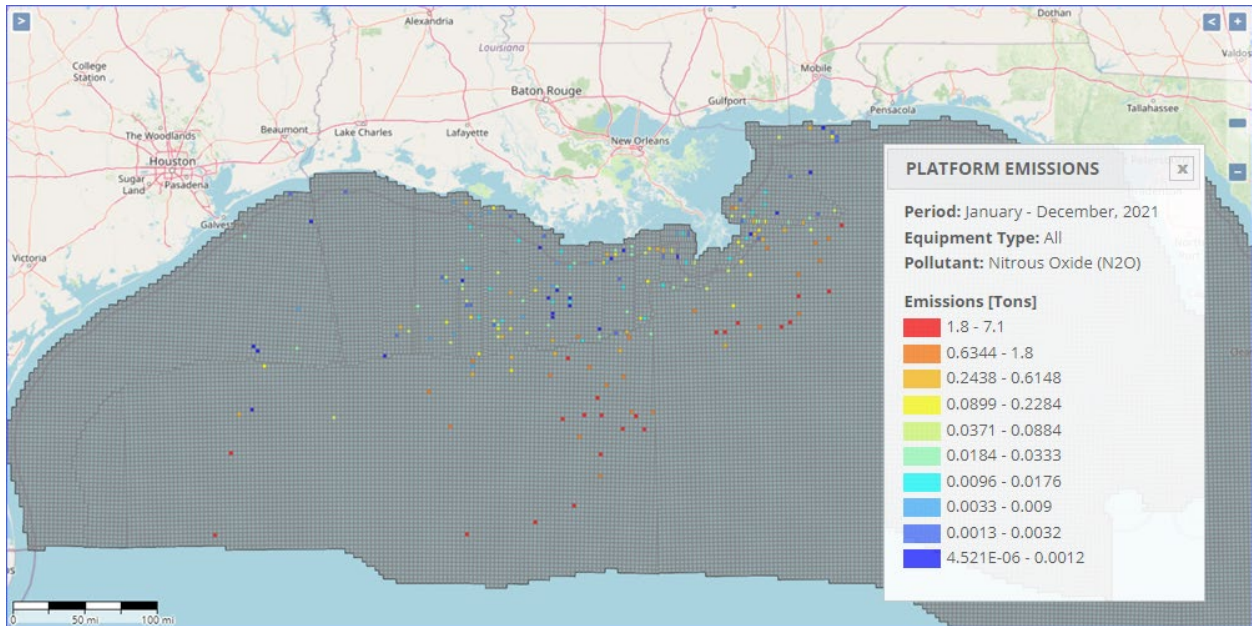 >
Alexandria
Dothan
<
+
Louisiana
Valdos
College
Station
Mobile
Baton Rouge
Gulfport
Pensacola
Tallahassee
The Woodlands
Beaumont
Lake Charles
Lafayette
New Orleans
Houston
Sugar
Land
Pasadena
−
Galves
Victoria
PLATFORM EMISSIONS
x
Period: January - December, 2021
Equipment Type: All
Pollutant: Nitrous Oxide (N2O)
Emissions [Tons]
1.8 - 7.1
0.6344 - 1.8
0.2438 - 0.6148
0.0899 - 0.2284
0.0371 - 0.0884
0.0184 - 0.0333
0.0096 - 0.0176
0.0033 - 0.009
0.0013 - 0.0032
4.521E-06 - 0.0012
0 50 mi 100 mi